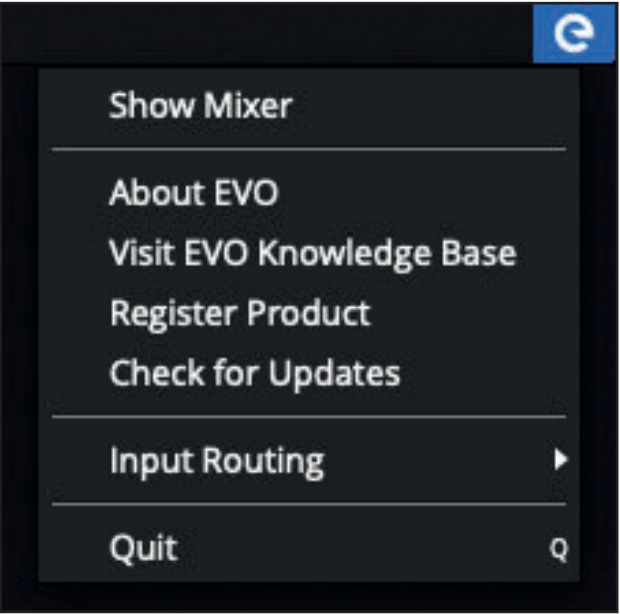 e
Show Mixer
About EVO
Visit EVO Knowledge Base
Register Product
Check for Updates
Input Routing
Quit Q